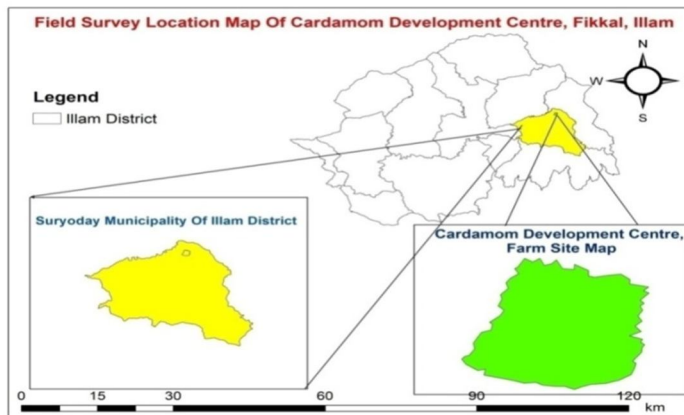 Field Survey Location Map Of Cardamom Development Centre, Fikkal, Illam
N
W
S
Legend
Illam District
Suryoday Municipality Of Illam District
Cardamom Development Centre,
Farm Site Map
0 15 30 60 90 120
km